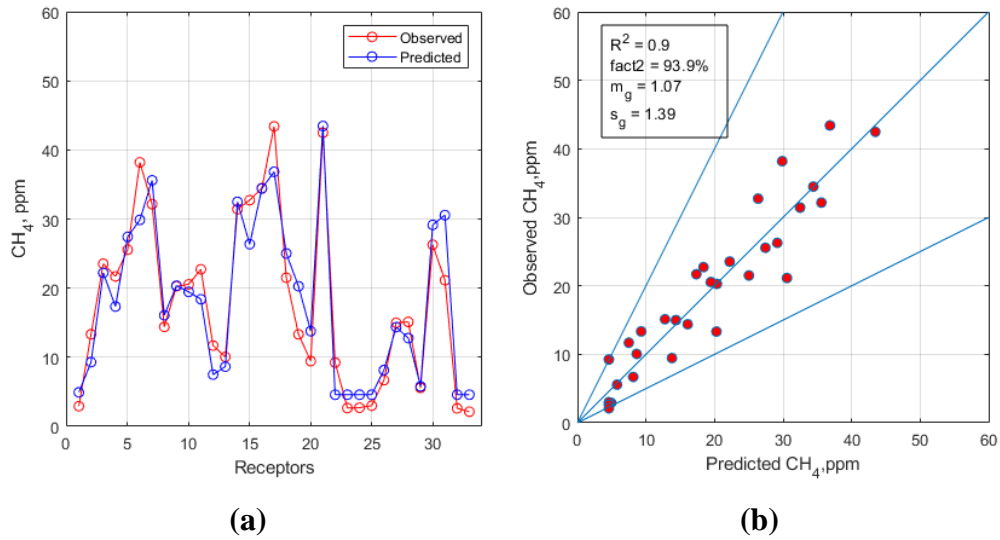 60
50
40
30
20
10
0
CH4, ppm
0
5
10
15
20
25
30
Receptors
Observed
Predicted
(a)
60
50
40
30
20
10
0
Observed CH4,ppm
R2 = 0.9
fact2 = 93.9%
mg = 1.07
sg = 1.39
0
10
20
30
40
50
60
Predicted CH4,ppm
(b)